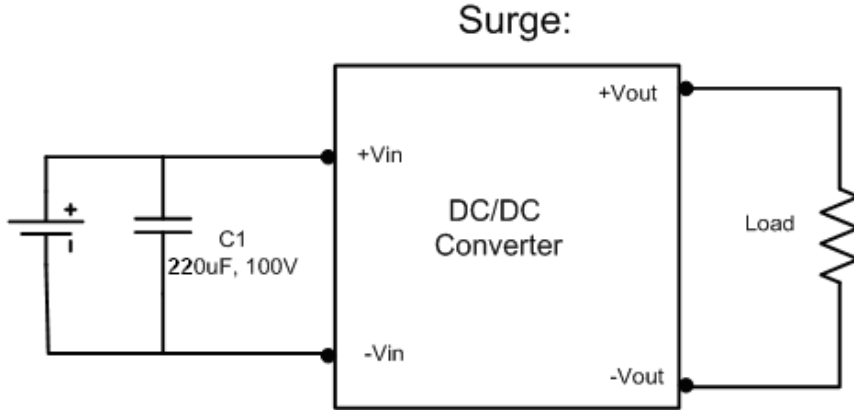 Surge:
+Vout
+Vin
DC/DC
Converter
+
-
C1
220uF, 100V
Load
-Vin
-Vout